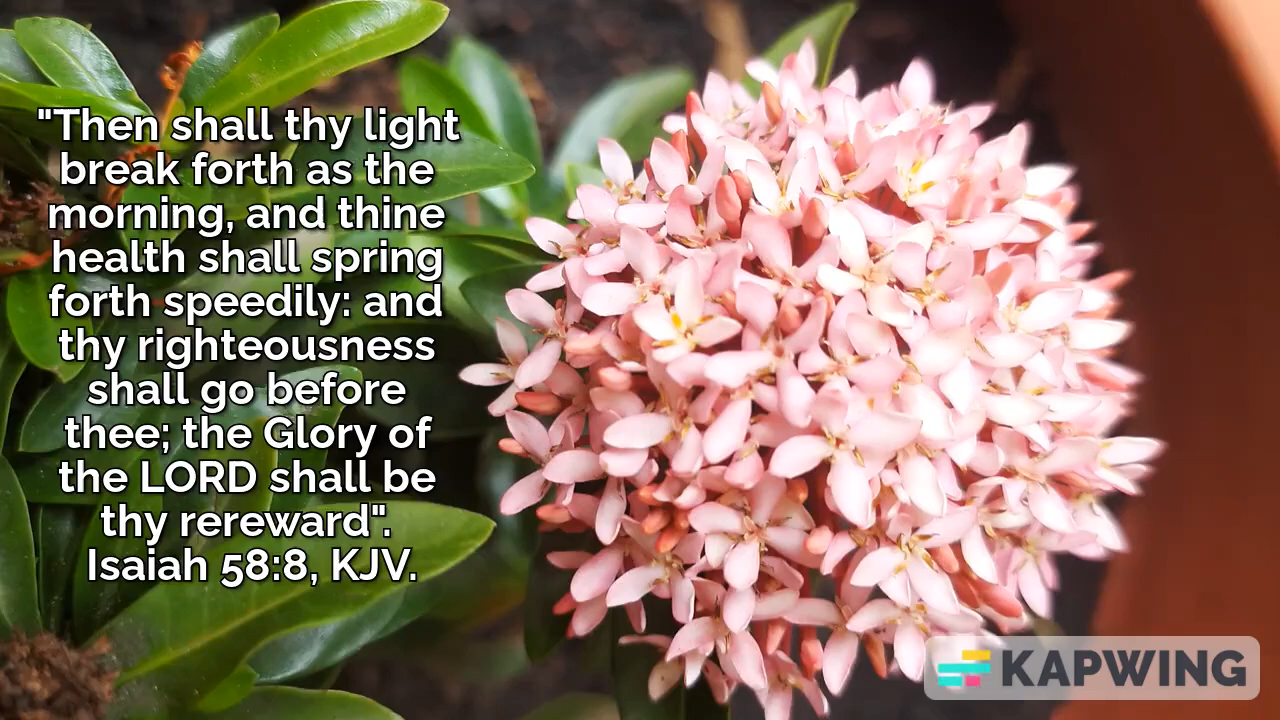 "Then shall thy light
break forth as the
morning, and thine
health shall spring
forth speedily: and
thy righteousness
shall go before
thee; the Glory of
the LORD shall be
thy rereward".
Isaiah 58:8, KJV.
KAPWING